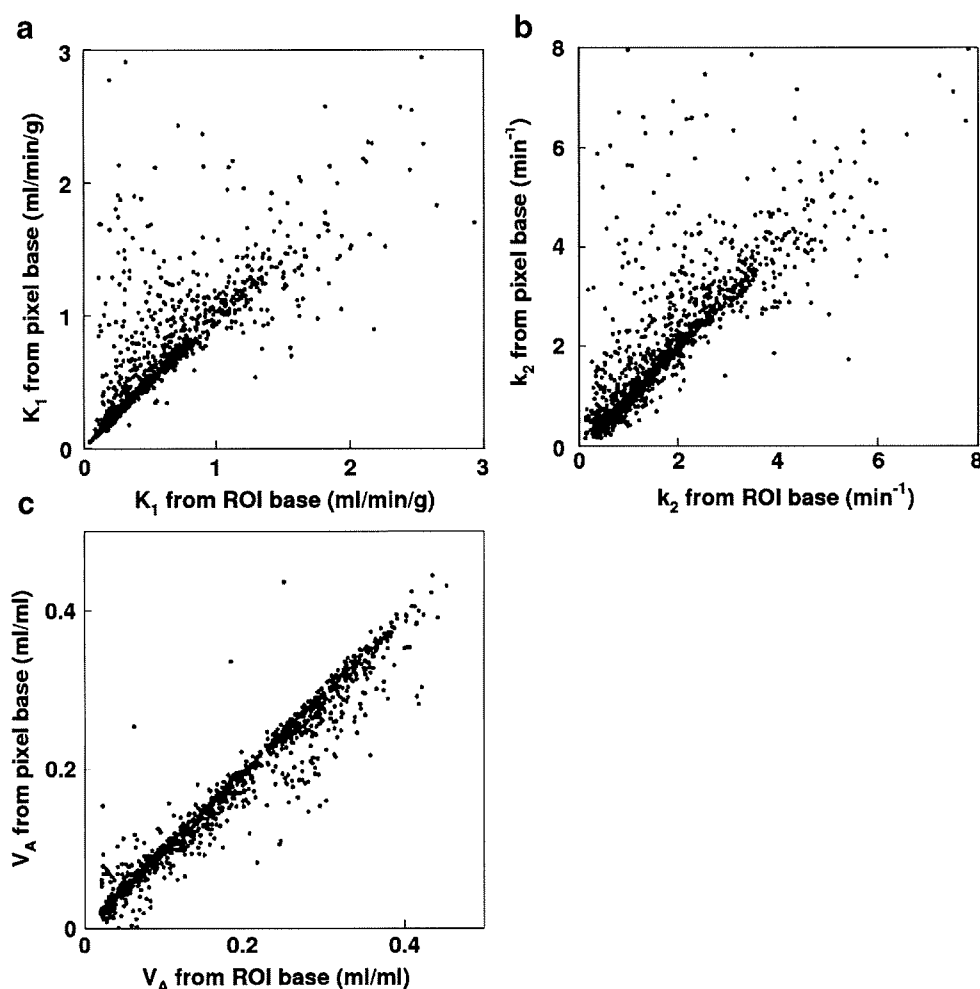 a
3
2
1
0
0 1 2 3
K₁ from pixel base (ml/min/g)
K₁ from ROI base (ml/min/g)
b
8
6
4
2
0
0 2 4 6 8
k₂ from pixel base (min⁻¹)
k₂ from ROI base (min⁻¹)
c
0.4
0.2
0
0 0.2 0.4
V_A from pixel base (ml/ml)
V_A from ROI base (ml/ml)